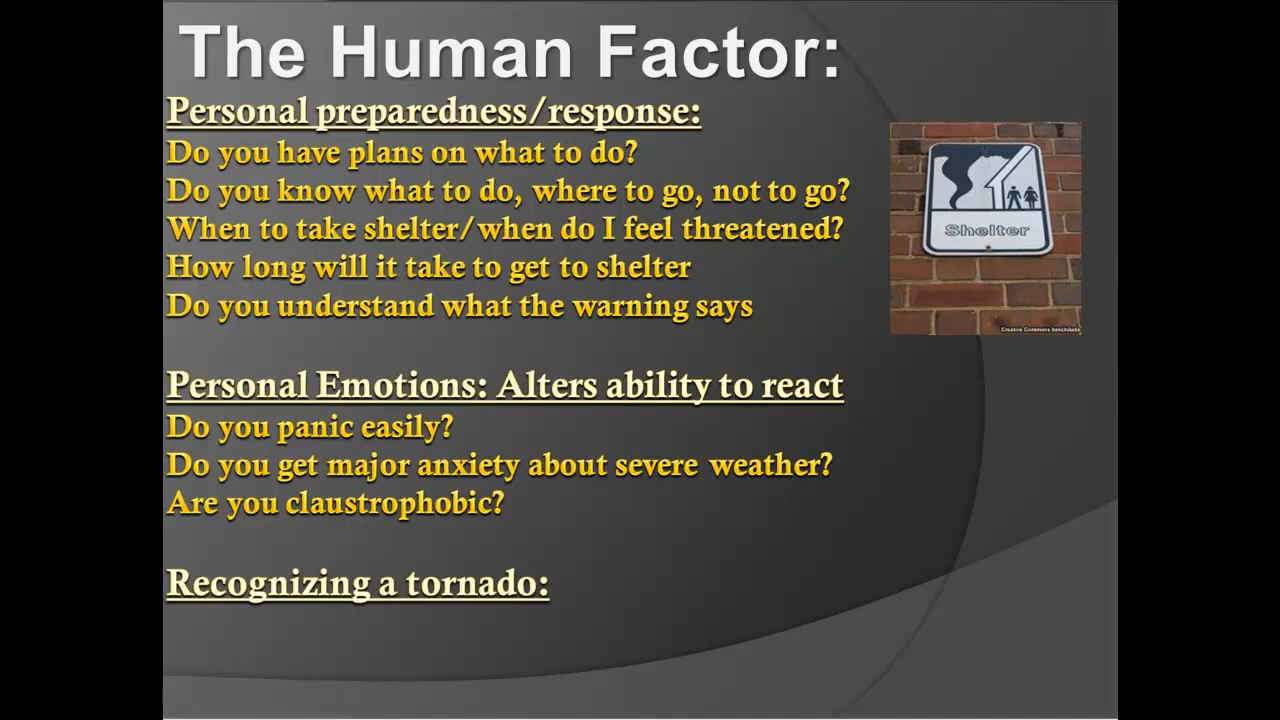 The Human Factor:
Personal preparedness/response:
Do you have plans on what to do?
Do you know what to do, where to go, not to go?
When to take shelter/when do I feel threatened?
How long will it take to get to shelter
Do you understand what the warning says
Shelter
Creative Commons benchilada
Personal Emotions: Alters ability to react
Do you panic easily?
Do you get major anxiety about severe weather?
Are you claustrophobic?
Recognizing a tornado: